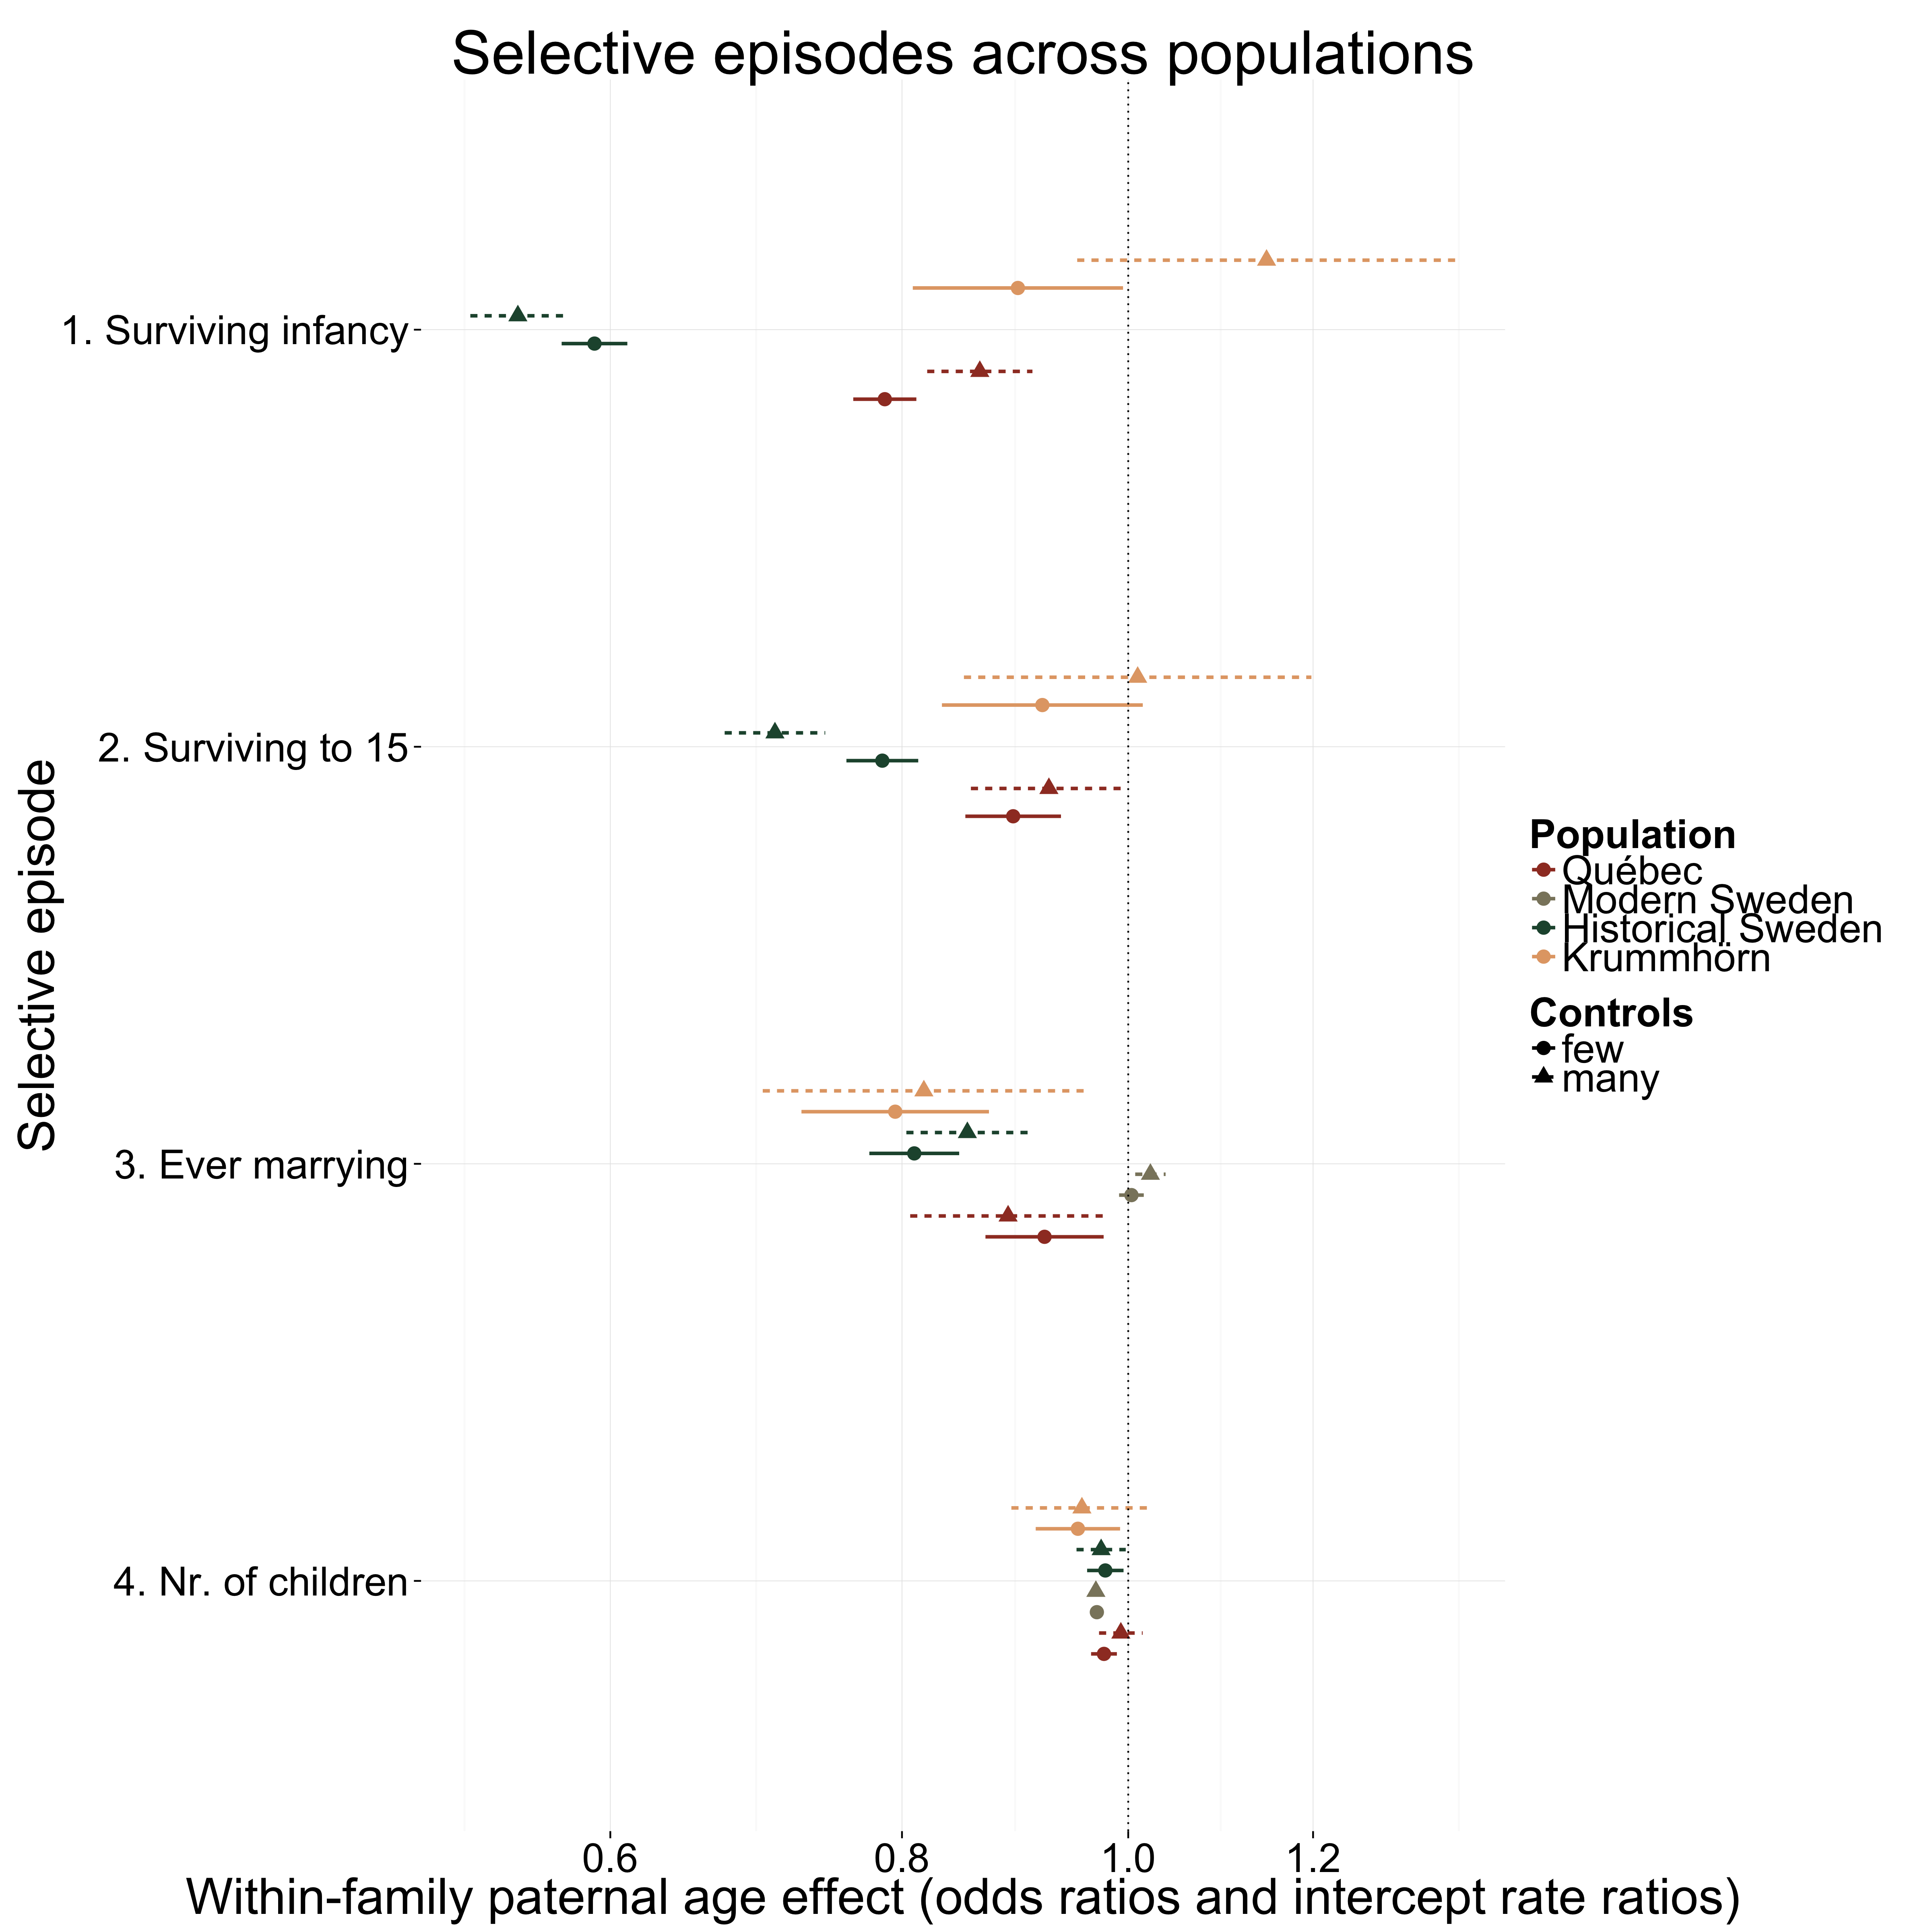 Selective episodes across populations
1. Surviving infancy
2. Surviving to 15
3. Ever marrying
4. Nr. of children
Selective episode
0.6 0.8 1.0 1.2
Within-family paternal age effect (odds ratios and intercept rate ratios)
Population
Québec
Modern Sweden
Historical Sweden
Krummhörn
Controls
few
many